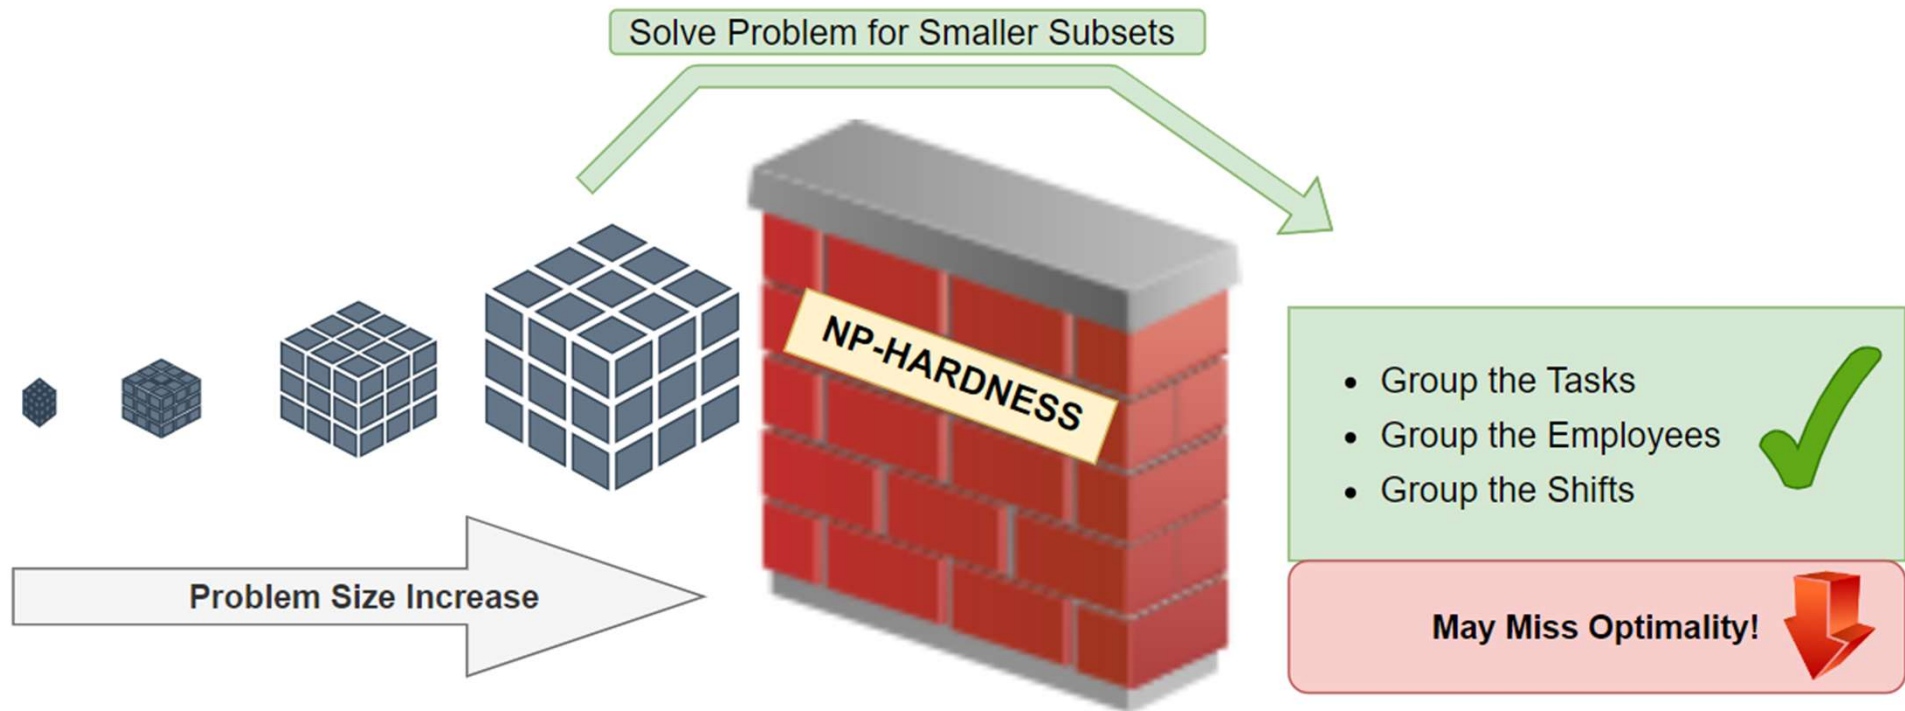 Solve Problem for Smaller Subsets
NP-HARDNESS
Group the Tasks
Group the Employees
Group the Shifts
Problem Size Increase
May Miss Optimality!